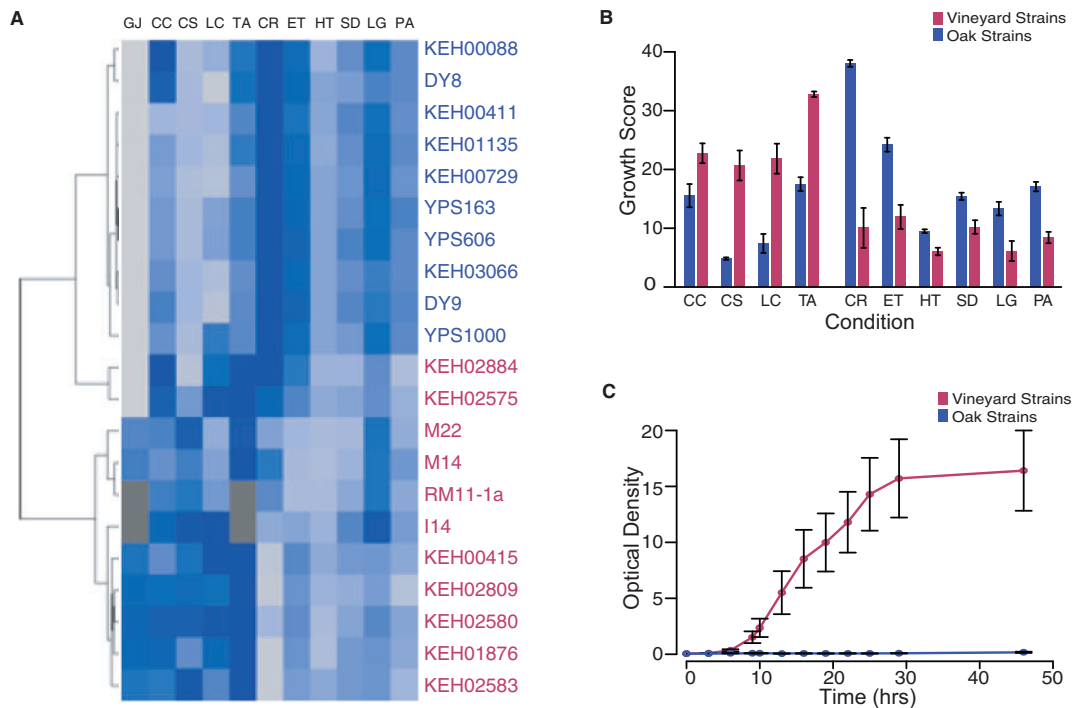 A
GJ CC CS LC TA CR ET HT SD LG PA
KEH00088
DY8
KEH00411
KEH01135
KEH00729
YPS163
YPS606
KEH03066
DY9
YPS1000
KEH02884
KEH02575
M22
M14
RM11-1a
I14
KEH00415
KEH02809
KEH02580
KEH01876
KEH02583
B
Vineyard Strains
Oak Strains
40
30
20
10
0
Growth Score
CC CS LC TA CR ET HT SD LG PA
Condition
C
Vineyard Strains
Oak Strains
20
15
10
5
0
Optical Density
0 10 20 30 40 50
Time (hrs)